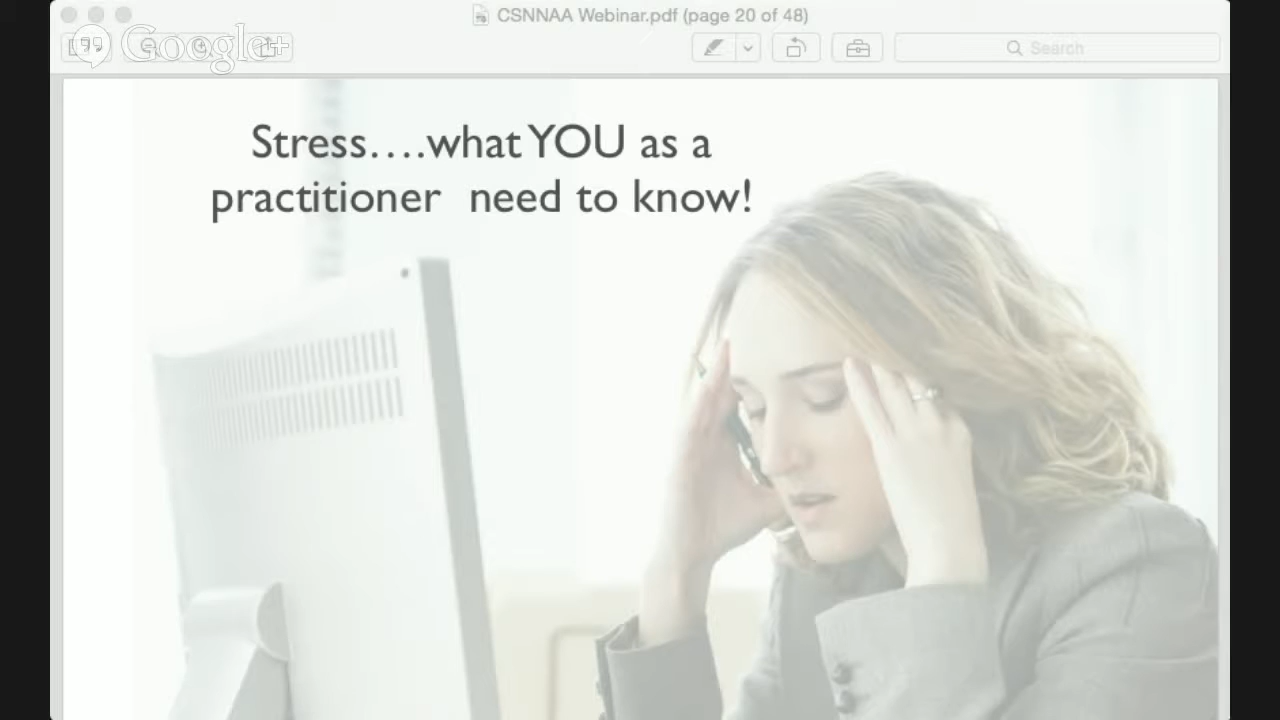 CSNNAA Webinar.pdf (page 20 of 48)
Google+
Search
Stress....what YOU as a
practitioner need to know!